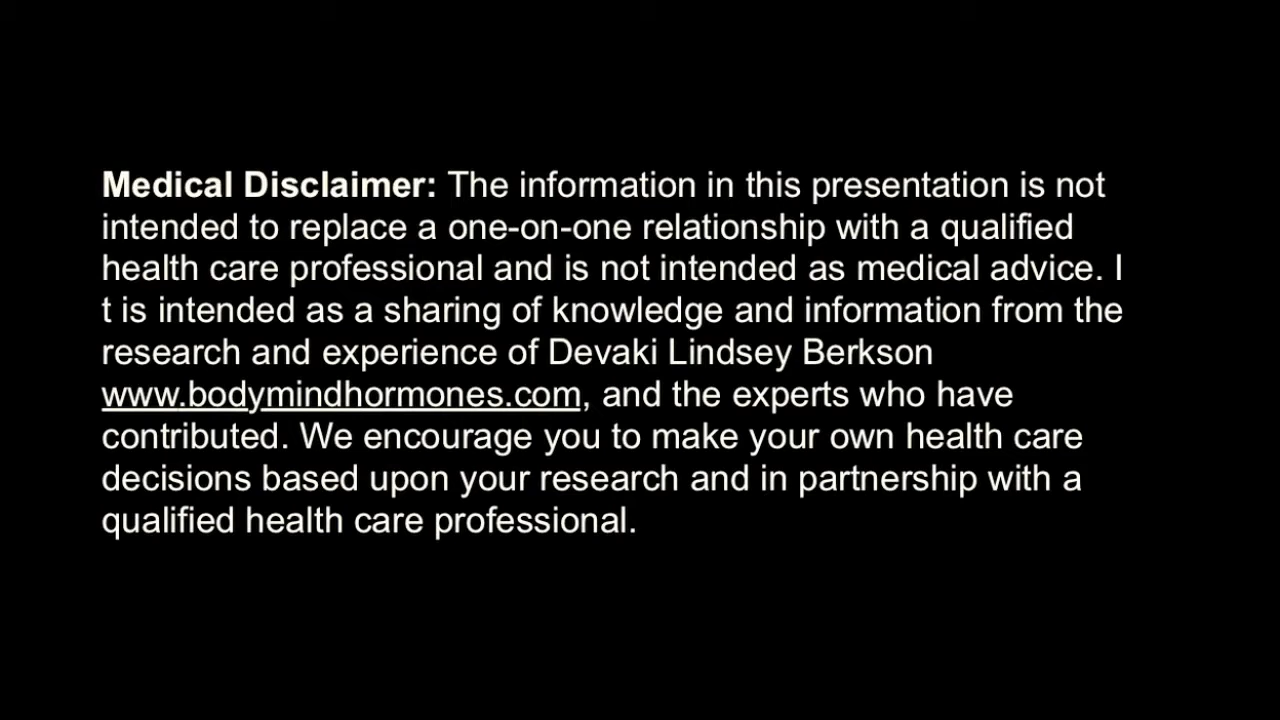 Medical Disclaimer: The information in this presentation is not
intended to replace a one-on-one relationship with a qualified
health care professional and is not intended as medical advice. I
t is intended as a sharing of knowledge and information from the
research and experience of Devaki Lindsey Berkson
www.bodymindhormones.com, and the experts who have
contributed. We encourage you to make your own health care
decisions based upon your research and in partnership with a
qualified health care professional.